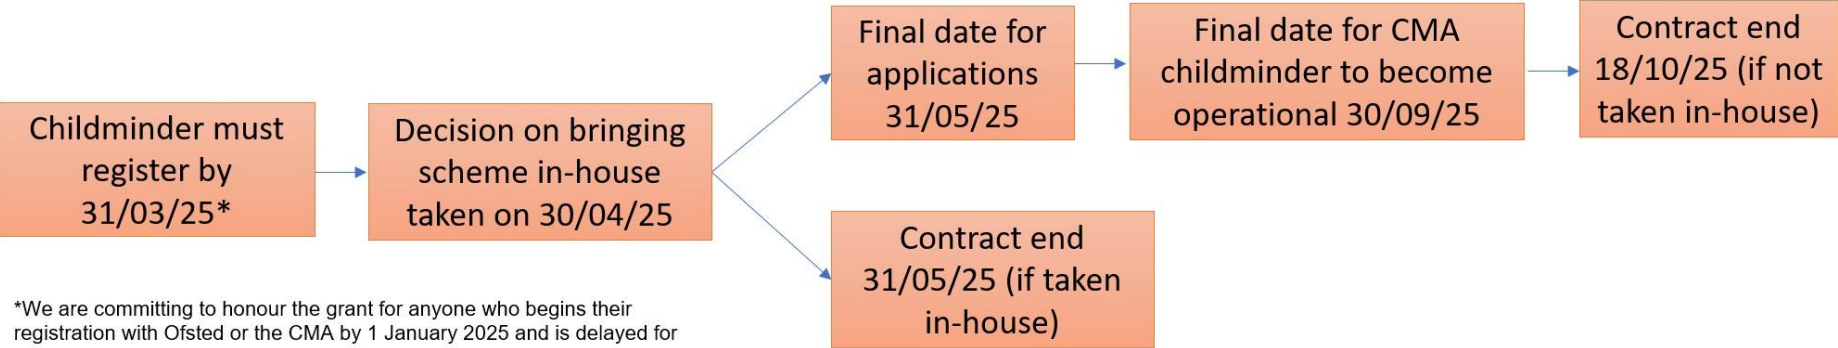 Childminder must
register by
31/03/25*
Decision on bringing
scheme in-house
taken on 30/04/25
Final date for
applications
31/05/25
Final date for CMA
childminder to become
operational 30/09/25
Contract end
18/10/25 (if not
taken in-house)
Contract end
31/05/25 (if taken
in-house)
*We are committing to honour the grant for anyone who begins their
registration with Ofsted or the CMA by 1 January 2025 and is delayed for